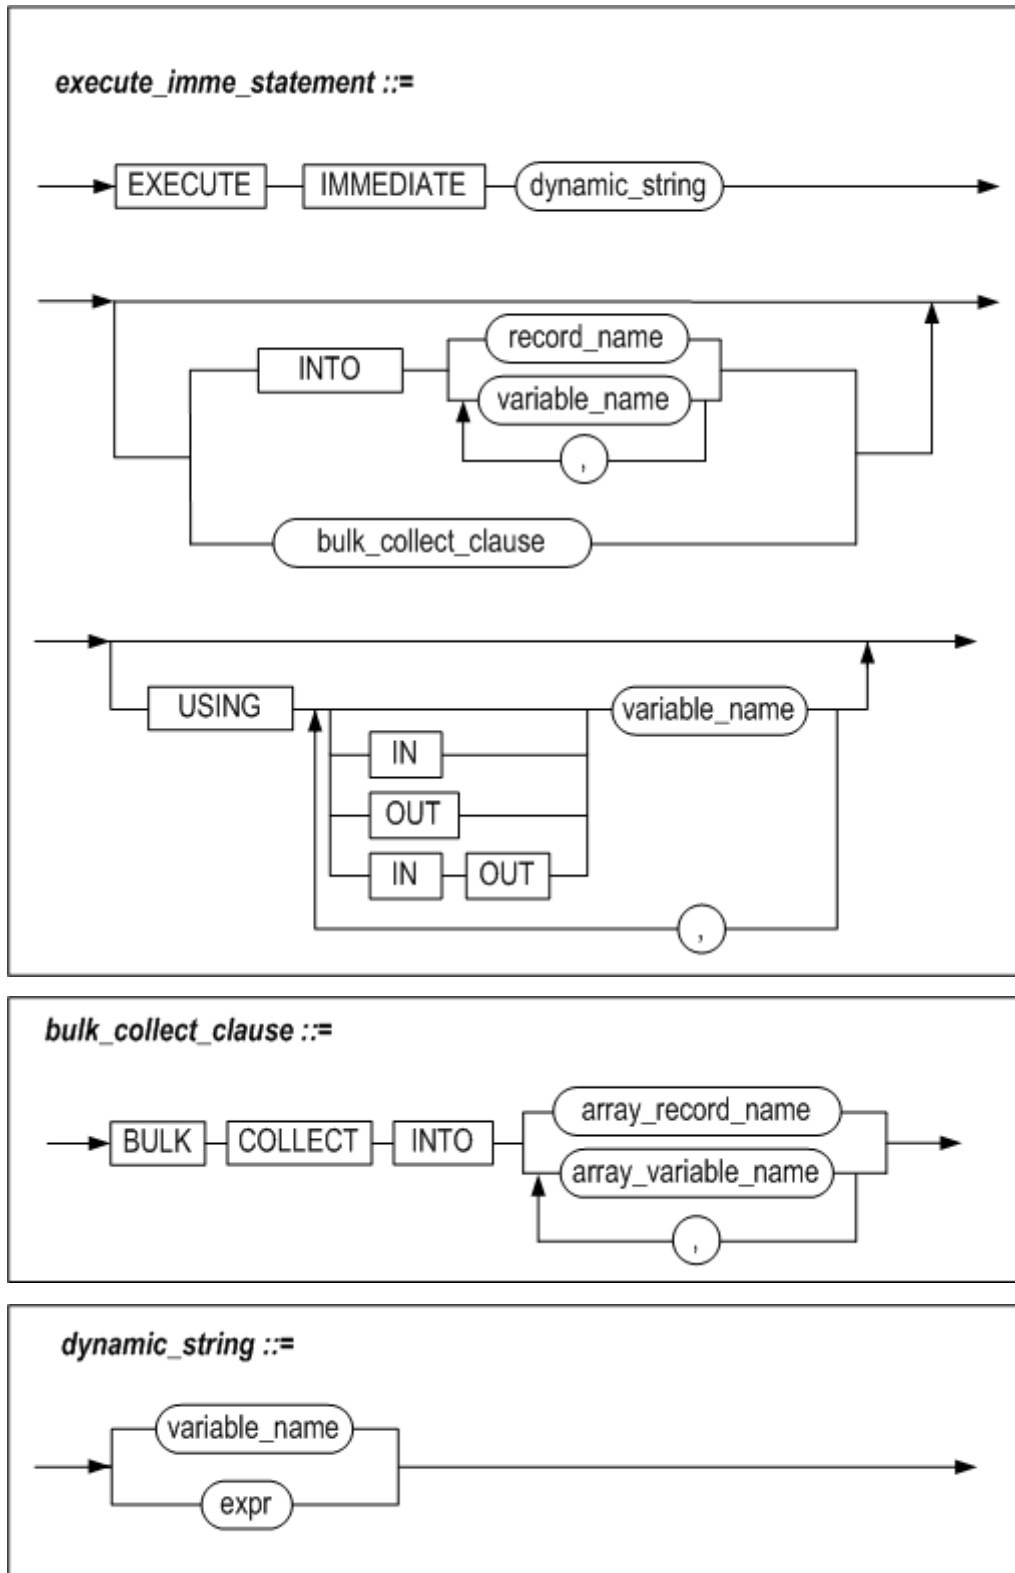 execute_imme_statement ::=
EXECUTE IMMEDIATE dynamic_string
record_name
INTO
variable_name
,
bulk_collect_clause
USING variable_name
IN
OUT
IN OUT
,
bulk_collect_clause ::=
array_record_name
BULK COLLECT INTO
array_variable_name
,
dynamic_string ::=
variable_name
expr